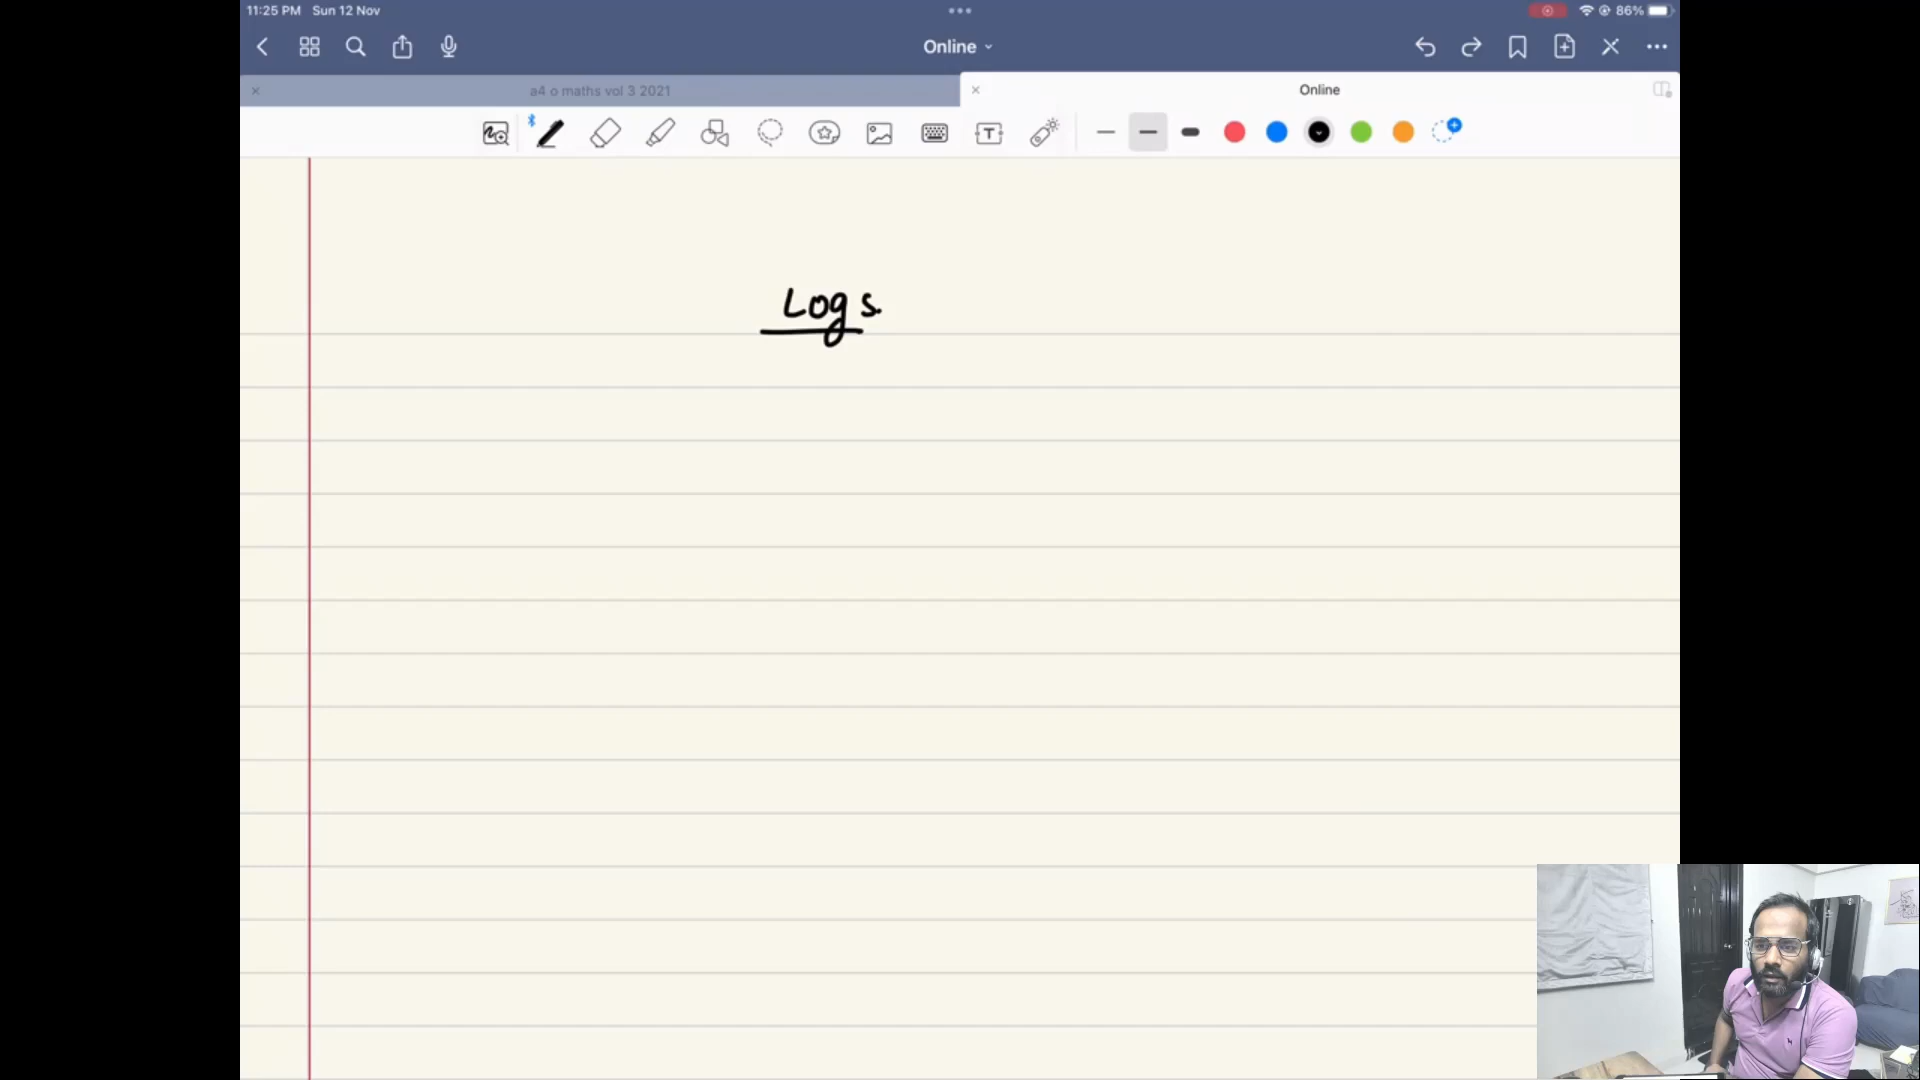 11:25 PM Sun 12 Nov
86%
Online
a4 o maths vol 3 2021
Online
T
Logs.